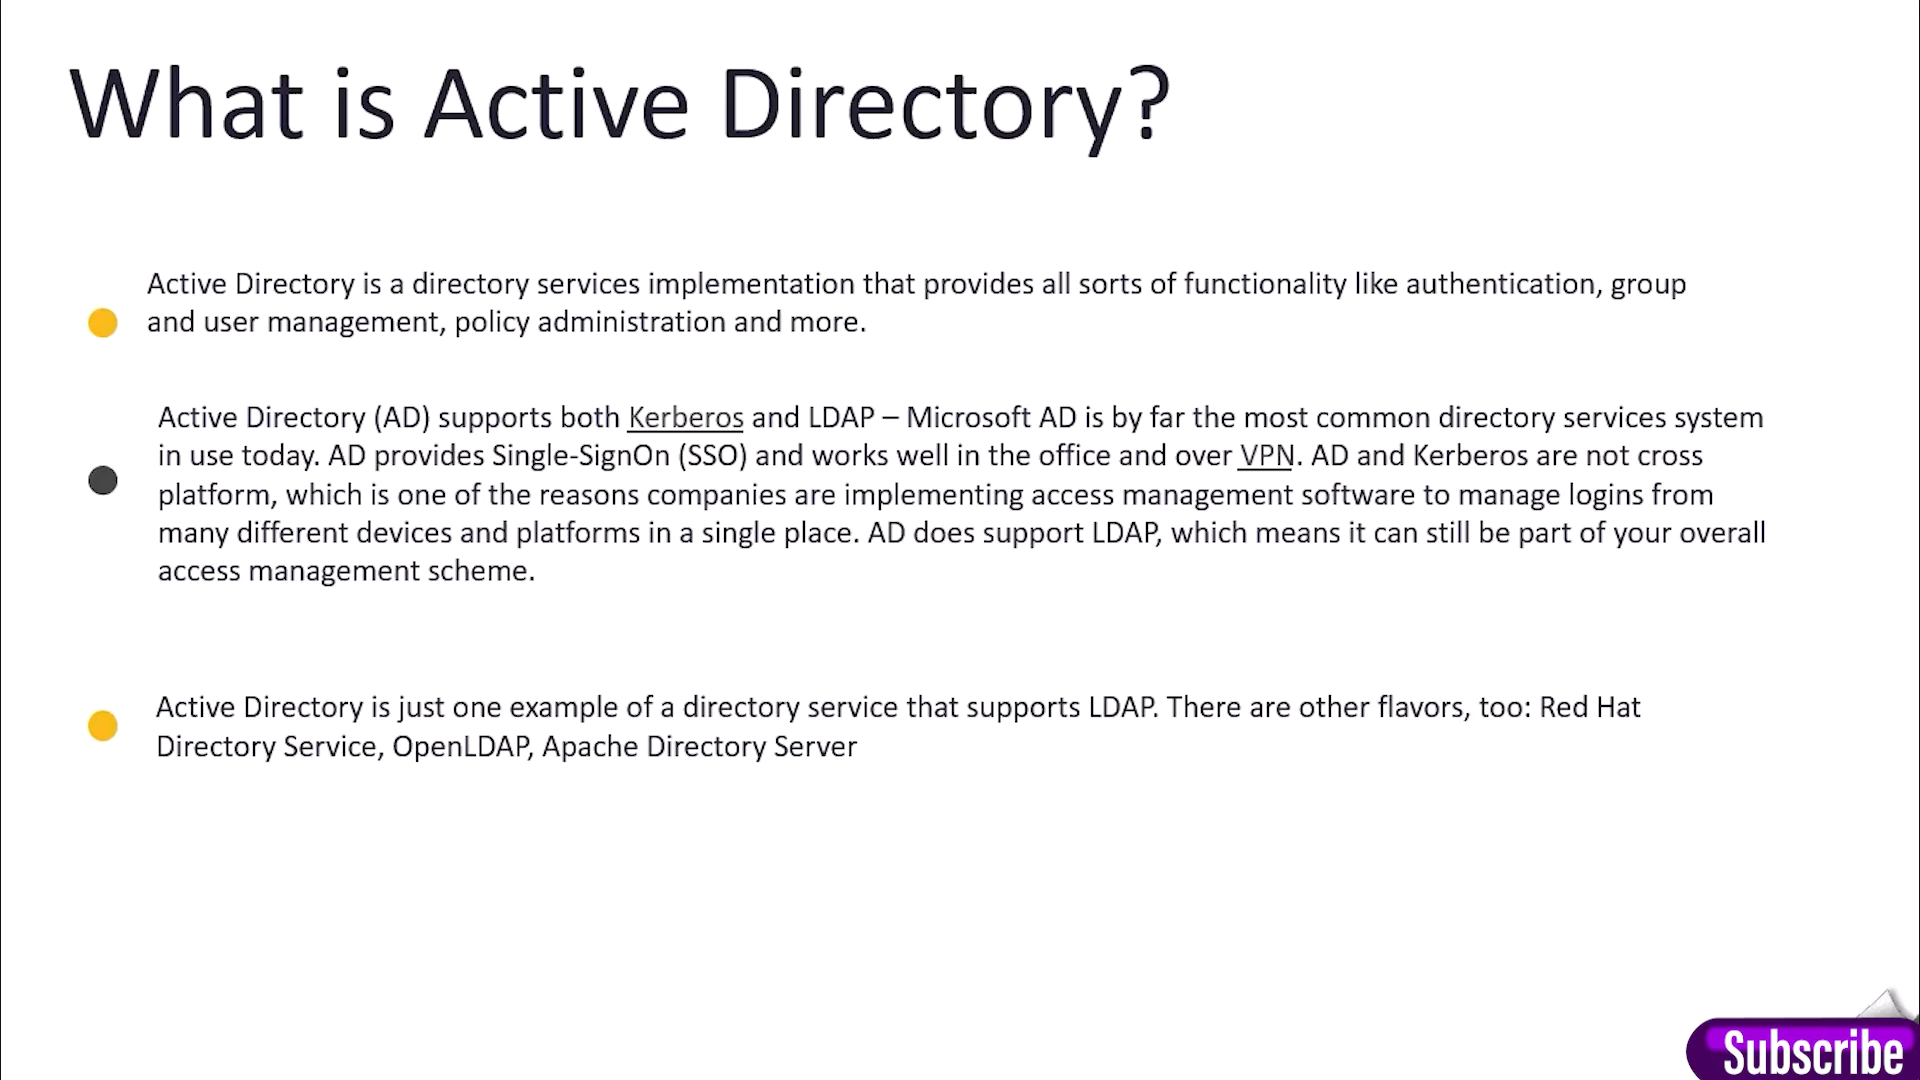 What is Active Directory?
Active Directory is a directory services implementation that provides all sorts of functionality like authentication, group
and user management, policy administration and more.
Active Directory (AD) supports both Kerberos and LDAP – Microsoft AD is by far the most common directory services system
in use today. AD provides Single-SignOn (SSO) and works well in the office and over VPN. AD and Kerberos are not cross
platform, which is one of the reasons companies are implementing access management software to manage logins from
many different devices and platforms in a single place. AD does support LDAP, which means it can still be part of your overall
access management scheme.
Active Directory is just one example of a directory service that supports LDAP. There are other flavors, too: Red Hat
Directory Service, OpenLDAP, Apache Directory Server
Subscribe